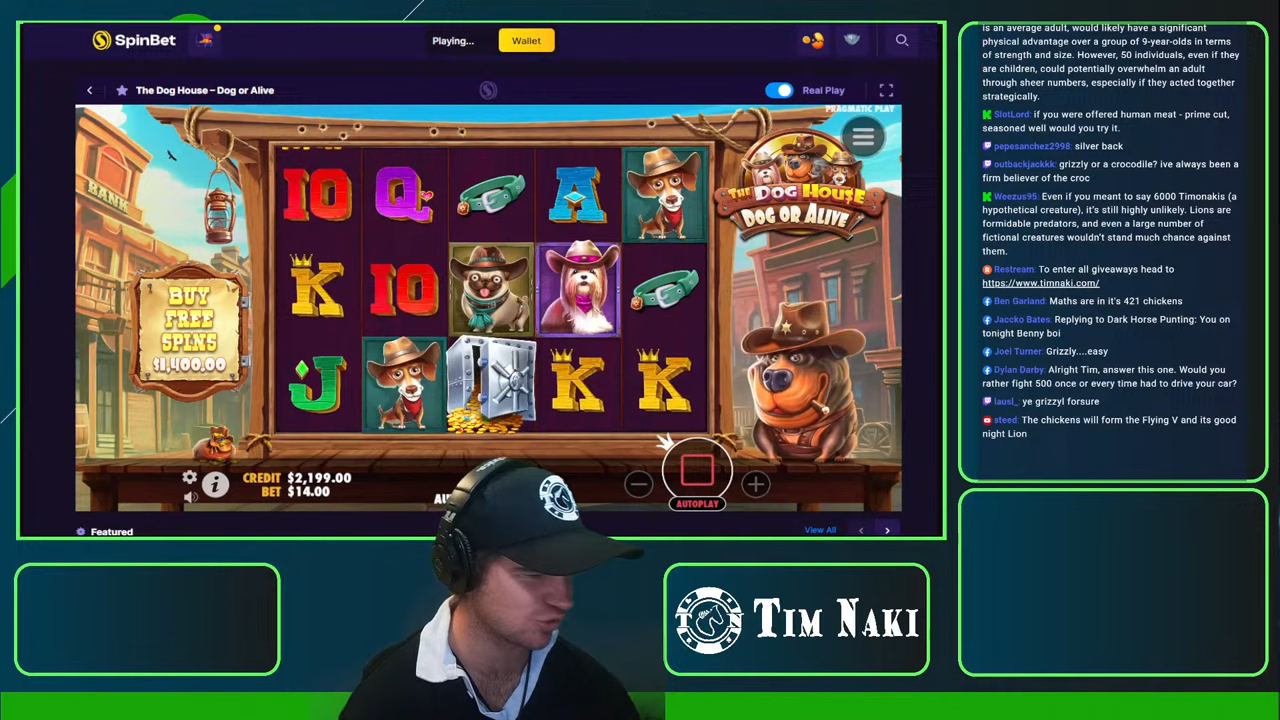 SpinBet
Playing...
Wallet
The Dog House – Dog or Alive
Real Play
PRAGMATIC PLAY
BANK
10
Q
A
THE DOG HOUSE
DOG OR ALIVE
K
10
BUY
FREE
SPINS
$1,400.00
J
K
K
CREDIT $2,199.00
BET $14.00
AUTOPLAY
Featured
View All
is an average adult, would likely have a significant
physical advantage over a group of 9-year-olds in terms
of strength and size. However, 50 individuals, even if they
are children, could potentially overwhelm an adult
through sheer numbers, especially if they acted together
strategically.
SlotLord: if you were offered human meat - prime cut,
seasoned well would you try it.
pepesanchez2998: silver back
outbackjackkk: grizzly or a crocodile? ive always been a
firm believer of the croc
Weezus95: Even if you meant to say 6000 Timonakis (a
hypothetical creature), it's still highly unlikely. Lions are
formidable predators, and even a large number of
fictional creatures wouldn't stand much chance against
them.
Restream: To enter all giveaways head to
https://www.timnaki.com/
Ben Garland: Maths are in it's 421 chickens
Jaccko Bates: Replying to Dark Horse Punting: You on
tonight Benny boi
Joel Turner: Grizzly....easy
Dylan Darby: Alright Tim, answer this one. Would you
rather fight 500 once or every time had to drive your car?
lausl_: ye grizzyl forsure
steed: The chickens will form the Flying V and its good
night Lion
TIM NAKI